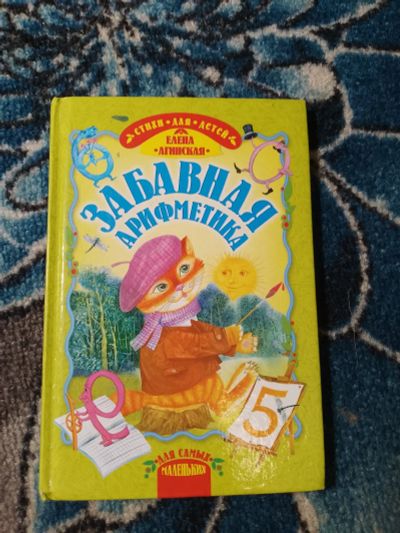 СТИХИ • ДЛЯ • ДЕТЕЙ
ЕЛЕНА
• АГИНСКАЯ •
ЗАБАВНАЯ
АРИФМЕТИКА
5
• ДЛЯ САМЫХ •
МАЛЕНЬКИХ